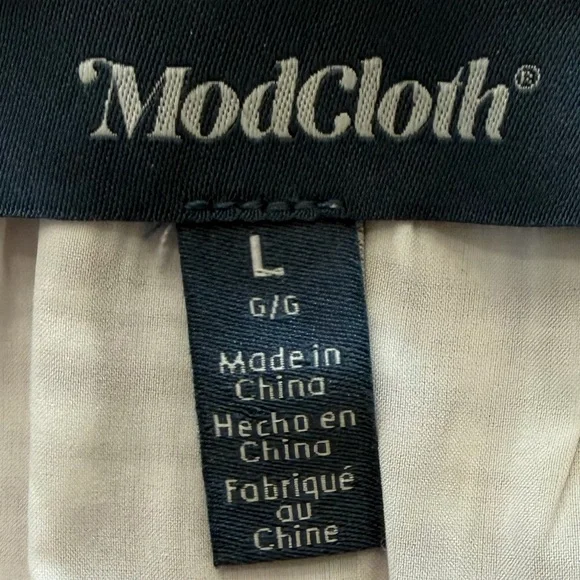 ModCloth®
L
G/G
Made in
China
Hecho en
China
Fabriqué
au
Chine